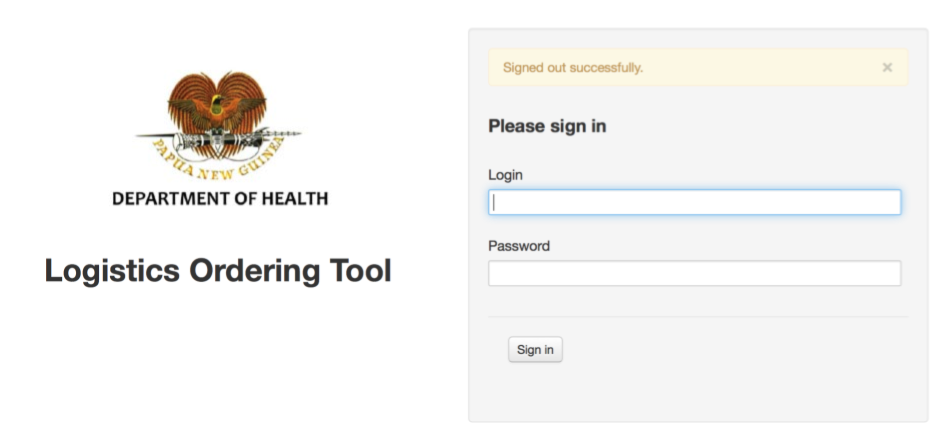 PAPUA NEW GUINEA
DEPARTMENT OF HEALTH
Logistics Ordering Tool
Signed out successfully.
×
Please sign in
Login
Password
Sign in